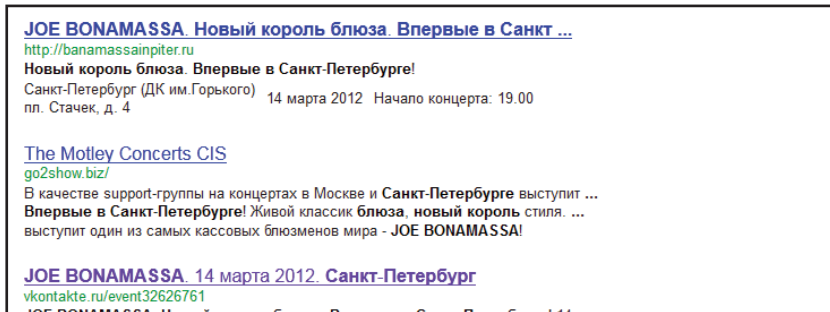 JOE BONAMASSA. Новый король блюза. Впервые в Санкт ...
http://banamassainpiter.ru
Новый король блюза. Впервые в Санкт-Петербурге!
Санкт-Петербург (ДК им.Горького)
пл. Стачек, д. 4
14 марта 2012 Начало концерта: 19.00
The Motley Concerts CIS
go2show.biz/
В качестве support-группы на концертах в Москве и Санкт-Петербурге выступит ...
Впервые в Санкт-Петербурге! Живой классик блюза, новый король стиля. ...
выступит один из самых кассовых блюзменов мира - JOE BONAMASSA!
JOE BONAMASSA. 14 марта 2012. Санкт-Петербург
vkontakte.ru/event32626761